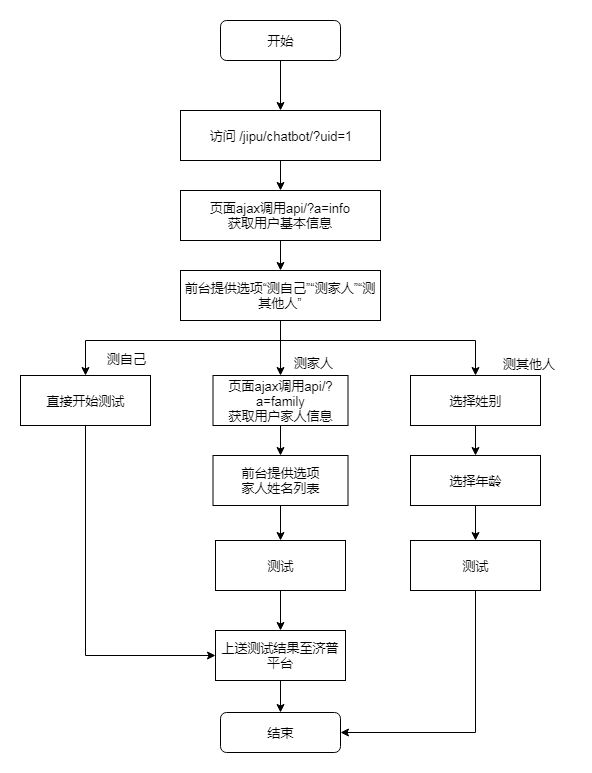 开始
访问 /jipu/chatbot/?uid=1
页面ajax调用api/?a=info
获取用户基本信息
前台提供选项“测自己”“测家人”“测
其他人”
测自己
测家人
测其他人
直接开始测试
页面ajax调用api/?
a=family
获取用户家人信息
选择姓别
前台提供选项
家人姓名列表
选择年龄
测试
测试
上送测试结果至济普
平台
结束